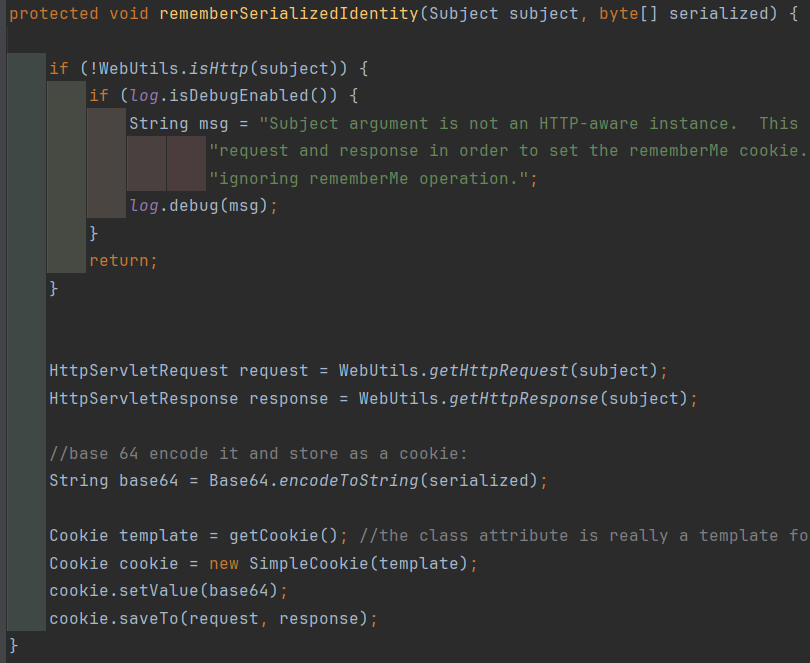 protected void rememberSerializedIdentity(Subject subject, byte[] serialized) {
if (!WebUtils.isHttp(subject)) {
if (log.isDebugEnabled()) {
String msg = "Subject argument is not an HTTP-aware instance.  This
"request and response in order to set the rememberMe cookie.
"ignoring rememberMe operation.";
log.debug(msg);
}
return;
}
HttpServletRequest request = WebUtils.getHttpRequest(subject);
HttpServletResponse response = WebUtils.getHttpResponse(subject);
//base 64 encode it and store as a cookie:
String base64 = Base64.encodeToString(serialized);
Cookie template = getCookie(); //the class attribute is really a template fo
Cookie cookie = new SimpleCookie(template);
cookie.setValue(base64);
cookie.saveTo(request, response);
}